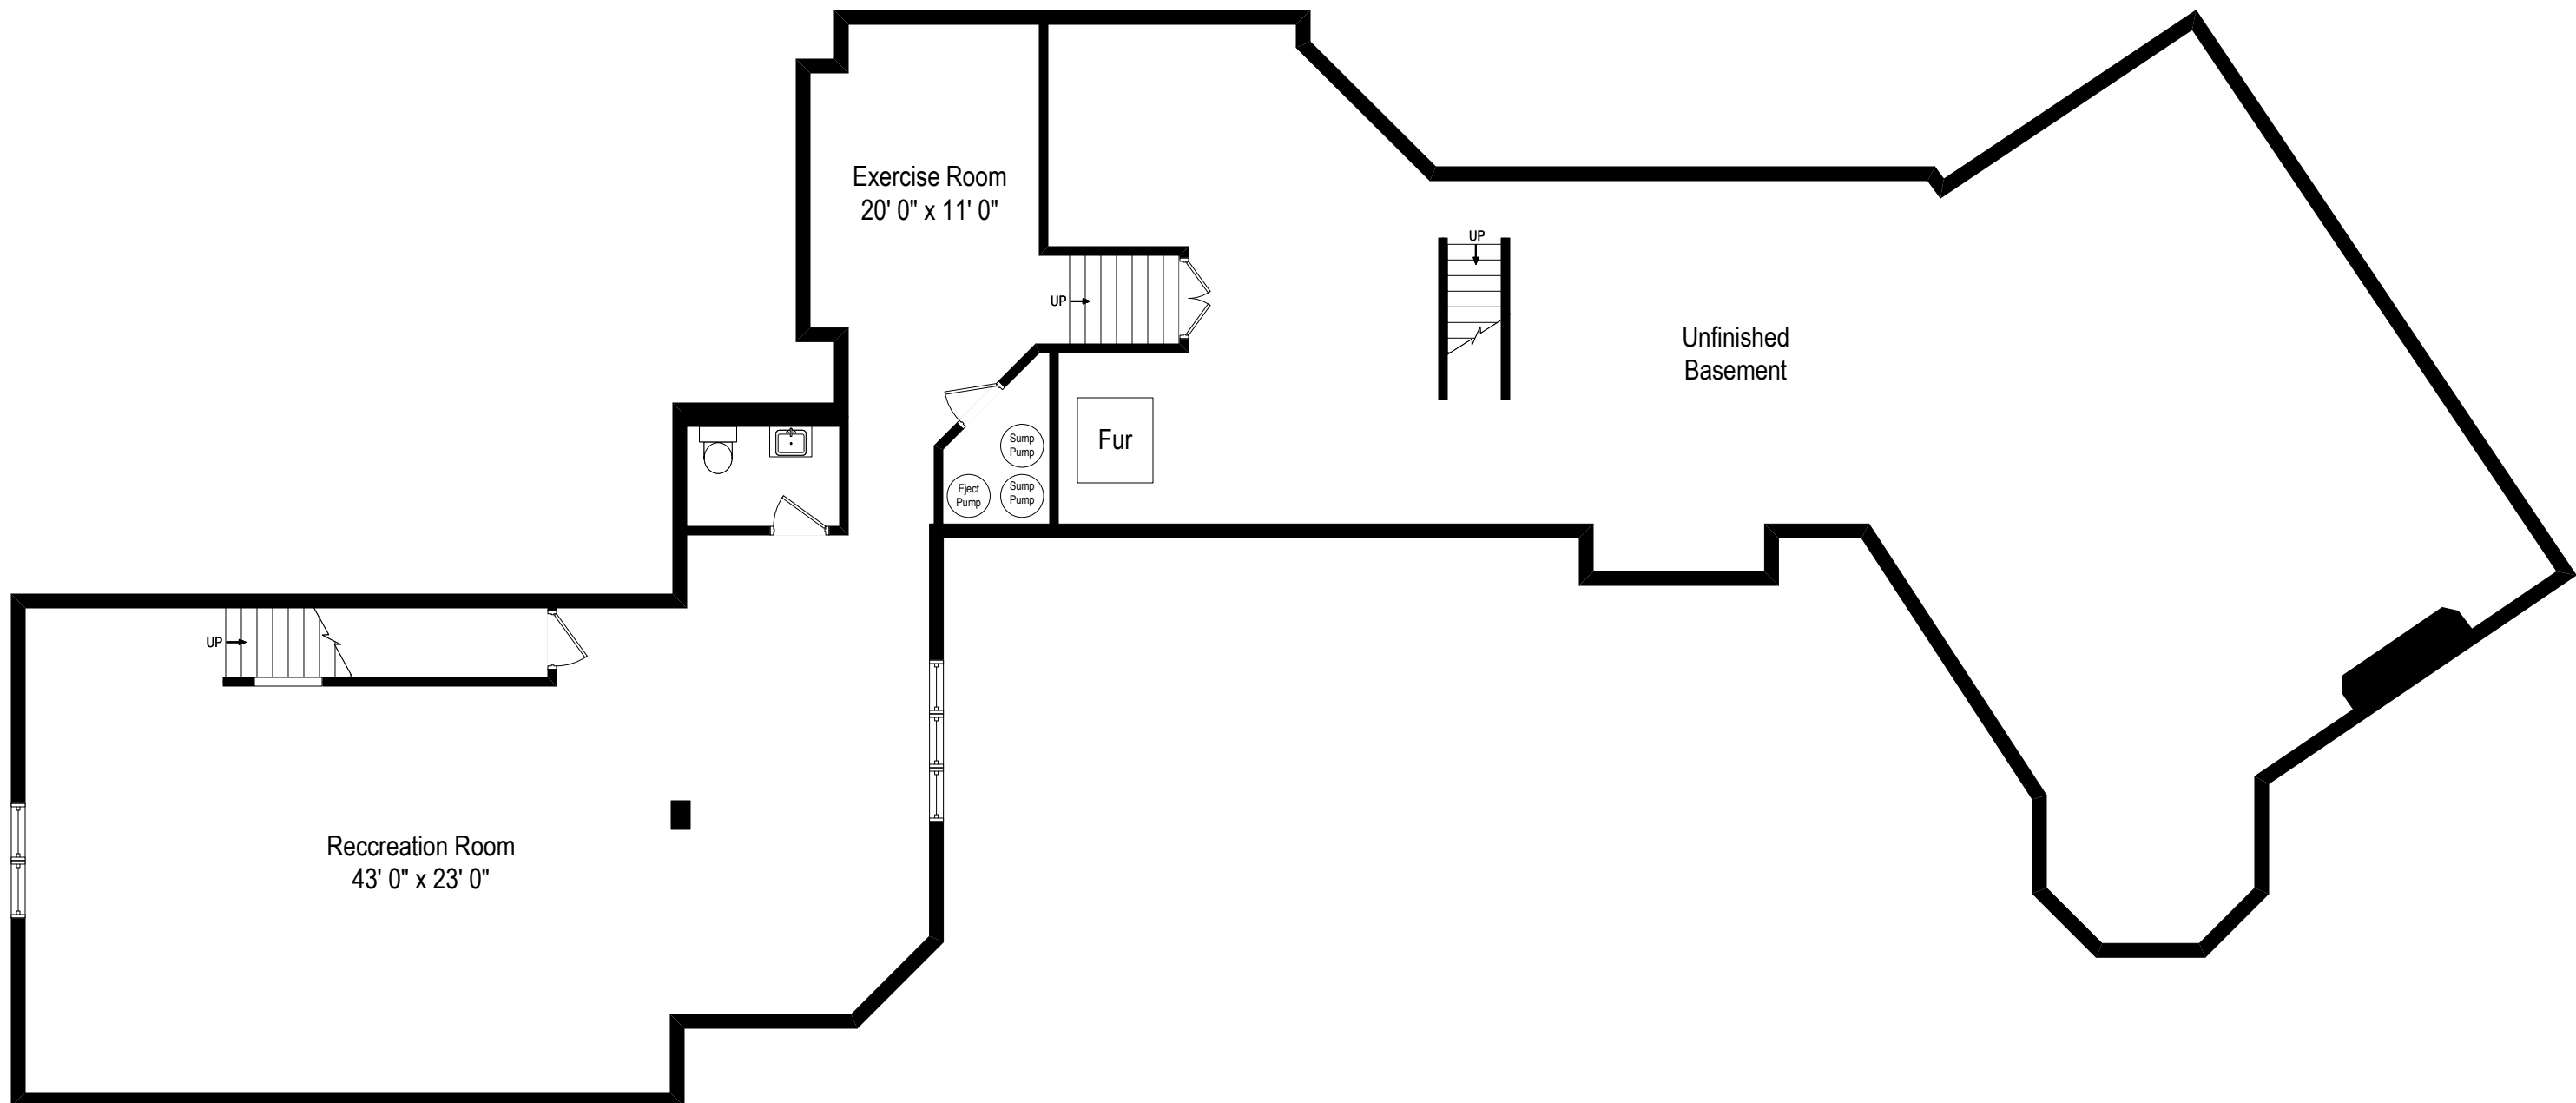 Exercise Room
20' 0" x 11' 0"
UP
UP
Unfinished
Basement
Fur
Sump
Pump
Eject
Pump
Sump
Pump
UP
Reccreation Room
43' 0" x 23' 0"